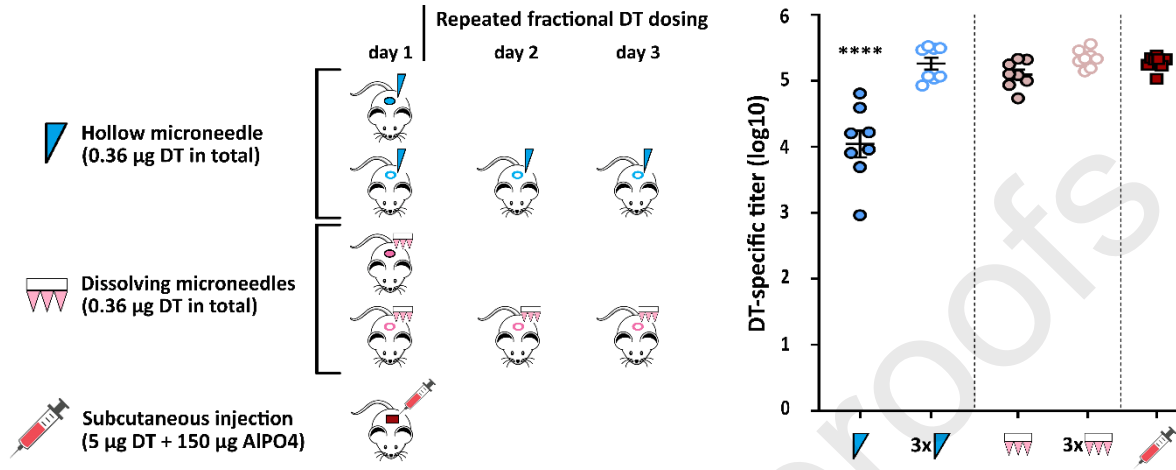 Repeated fractional DT dosing
day 1
day 2
day 3
Hollow microneedle
(0.36 µg DT in total)
Dissolving microneedles
(0.36 µg DT in total)
Subcutaneous injection
(5 µg DT + 150 µg AlPO4)
DT-specific titer (log10)
6
5
4
3
2
1
0
****
3x
3x
roofs